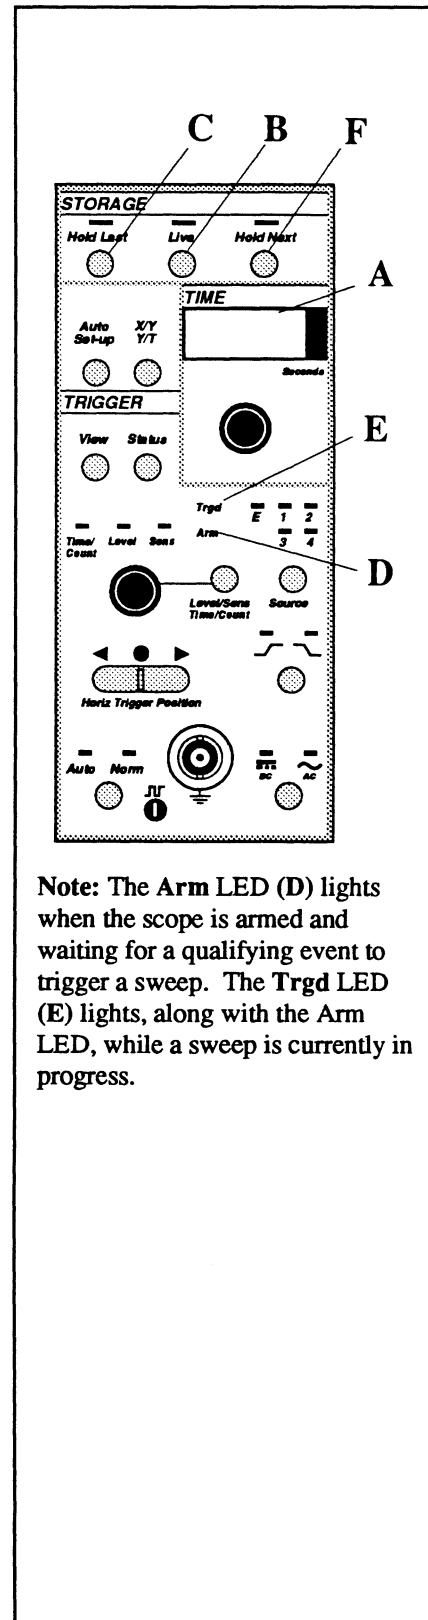 C B F
STORAGE
Hold Last Live Hold Next
TIME
A
Auto Set-up
X/Y Y/T
Seconds
TRIGGER
View Status
E
Trgd
E 1 2
Arm
3 4
D
Time/ Count
Level Sens
Level/Sens
Time/Count
Source
Horiz Trigger Position
Auto Norm
DC AC
Note: The Arm LED (D) lights
when the scope is armed and
waiting for a qualifying event to
trigger a sweep. The Trgd LED
(E) lights, along with the Arm
LED, while a sweep is currently in
progress.